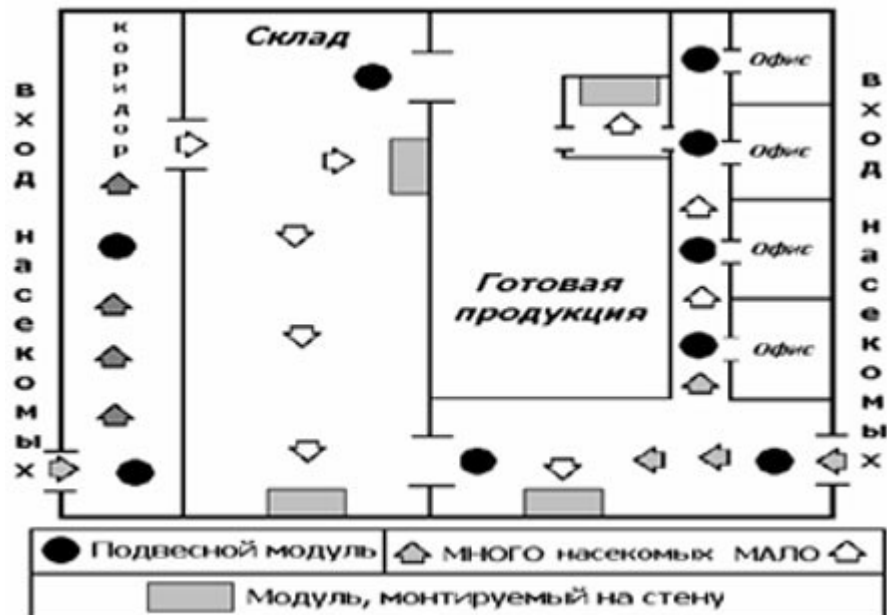 вход насекомых
коридор
Склад
Готовая
продукция
Офис
Офис
Офис
Офис
вход насекомых
Подвесной модуль
МНОГО насекомых МАЛО
Модуль, монтируемый на стену